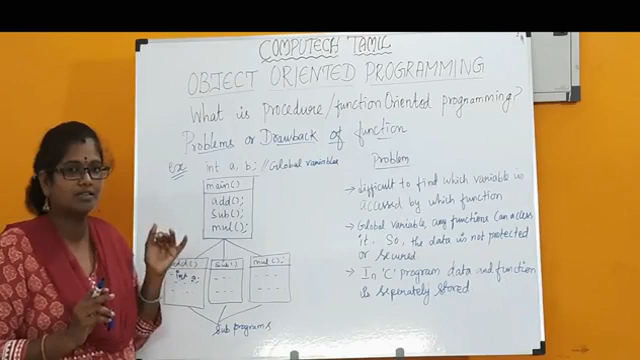 COMPUTECH TAMIL
OBJECT ORIENTED PROGRAMMING
What is procedure/function Oriented programming?
Problems or Drawback of function
ex int a, b; // Global variables
main()
add();
sub();
mul();
add()
int a;
sub()
mul();
Sub programs
Problem
→ difficult to find which variable is
accessed by which function
→ Global variable, any functions can access
it. So, the data is not protected
or secured
→ In 'C' program data and function
is seperately stored